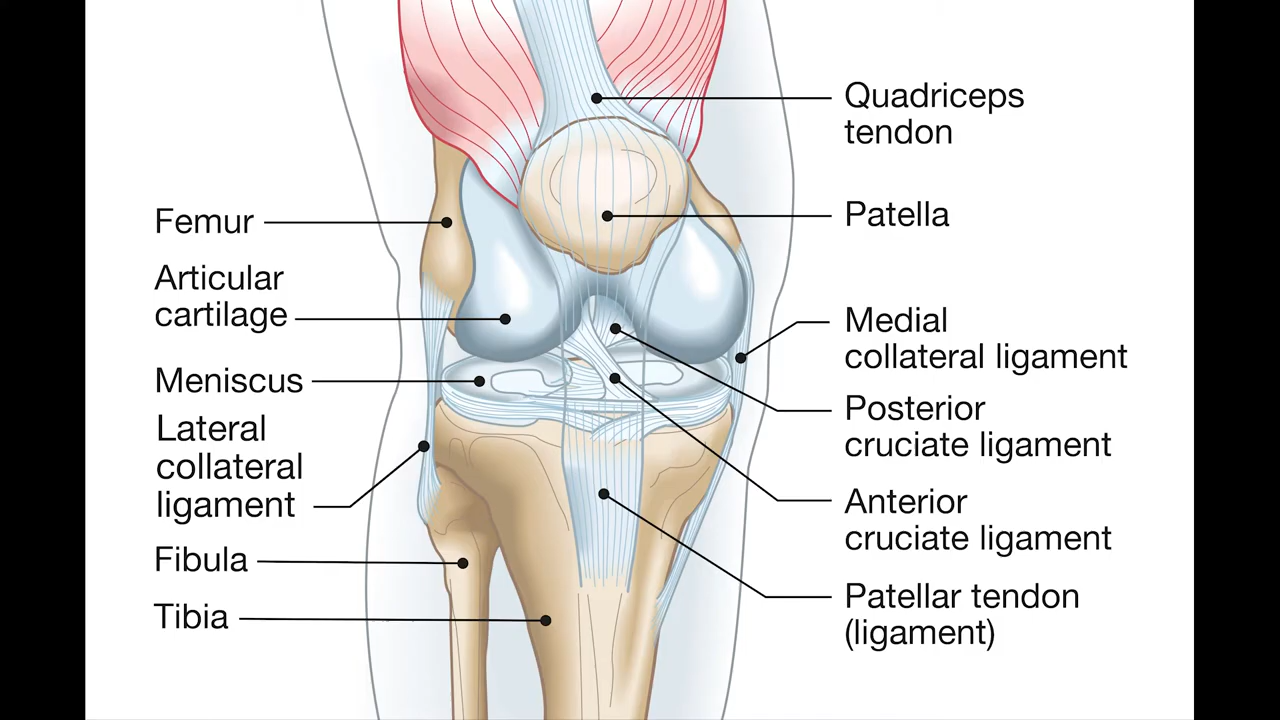 Femur
Articular
cartilage
Meniscus
Lateral
collateral
ligament
Fibula
Tibia
Quadriceps
tendon
Patella
Medial
collateral ligament
Posterior
cruciate ligament
Anterior
cruciate ligament
Patellar tendon
(ligament)